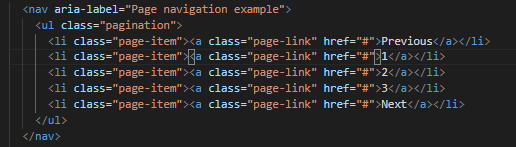 <nav aria-label="Page navigation example">
<ul class="pagination">
<li class="page-item"><a class="page-link" href="#">Previous</a></li>
<li class="page-item"><a class="page-link" href="#">1</a></li>
<li class="page-item"><a class="page-link" href="#">2</a></li>
<li class="page-item"><a class="page-link" href="#">3</a></li>
<li class="page-item"><a class="page-link" href="#">Next</a></li>
</ul>
</nav>